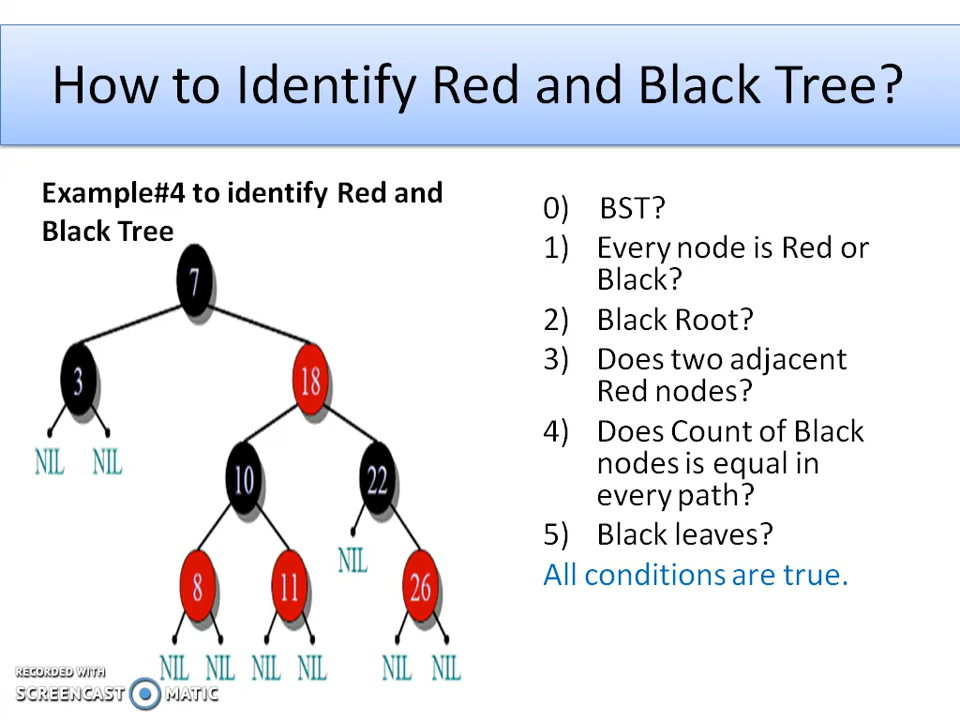 How to Identify Red and Black Tree?
Example#4 to identify Red and
Black Tree
7
3
18
NIL NIL
10
22
NIL
8
11
26
NIL NIL NIL NIL NIL NIL
0) BST?
1) Every node is Red or
Black?
2) Black Root?
3) Does two adjacent
Red nodes?
4) Does Count of Black
nodes is equal in
every path?
5) Black leaves?
All conditions are true.
RECORDED WITH
SCREENCAST MATIC